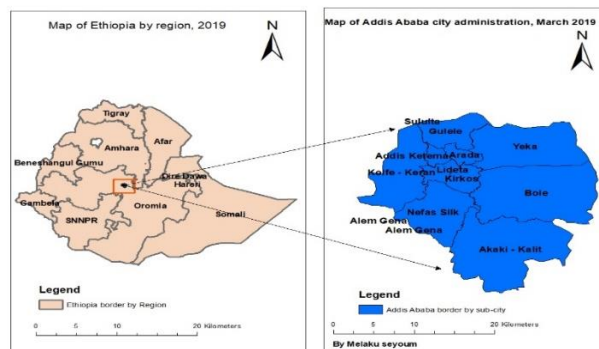 Map of Ethiopia by region, 2019
N
Tigray
Amhara
Afar
Beneshangul Gumu
Dire Dawa
Harari
Gambela
SNNPR
Oromia
Somali
Legend
Ethiopia border by Region
0 5 10 20 Kilometers
Map of Addis Ababa city administration, March 2019
N
Sululta
Gulele
Yeka
Addis Ketema
Arada
Lideta
Kolfe - Keran
Kirkos
Bole
Nefas Silk
Alem Gena
Alem Gena
Akaki - Kalit
Legend
Addis Ababa border by sub-city
0 5 10 20 Kilometers
By Melaku seyoum